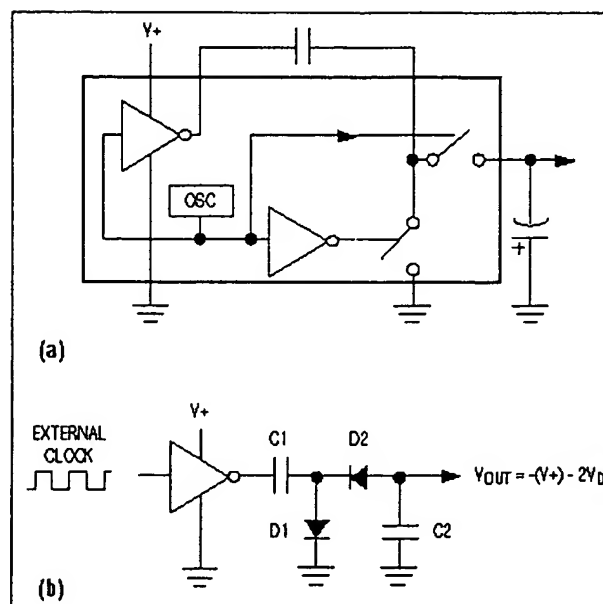 V+
OSC
+
(a)
V+
EXTERNAL
CLOCK
C1
D2
VOUT = -(V+) - 2VD
D1
C2
(b)